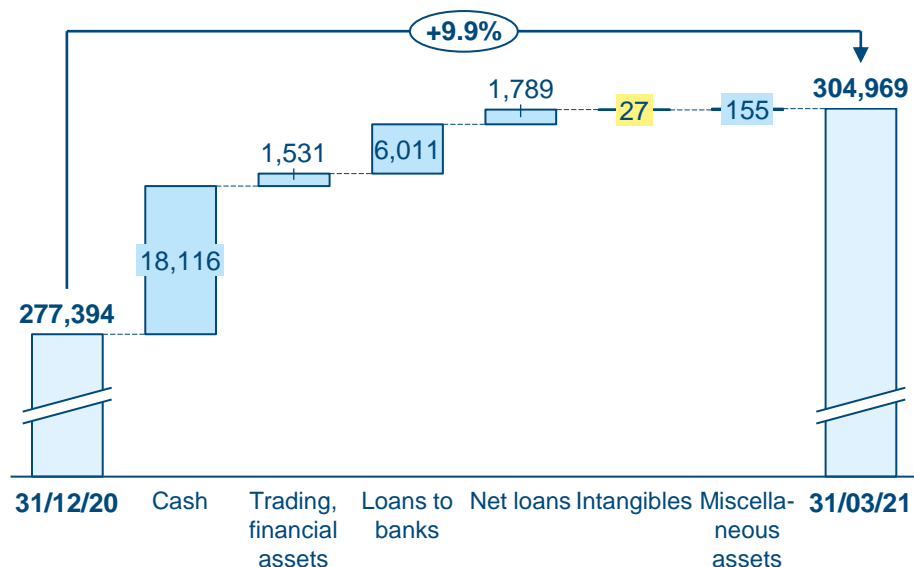 +9.9%
277,394
18,116
1,531
6,011
1,789
27
155
304,969
31/12/20
Cash
Trading,
financial
assets
Loans to
banks
Net loans
Intangibles
Miscella-
neous
assets
31/03/21